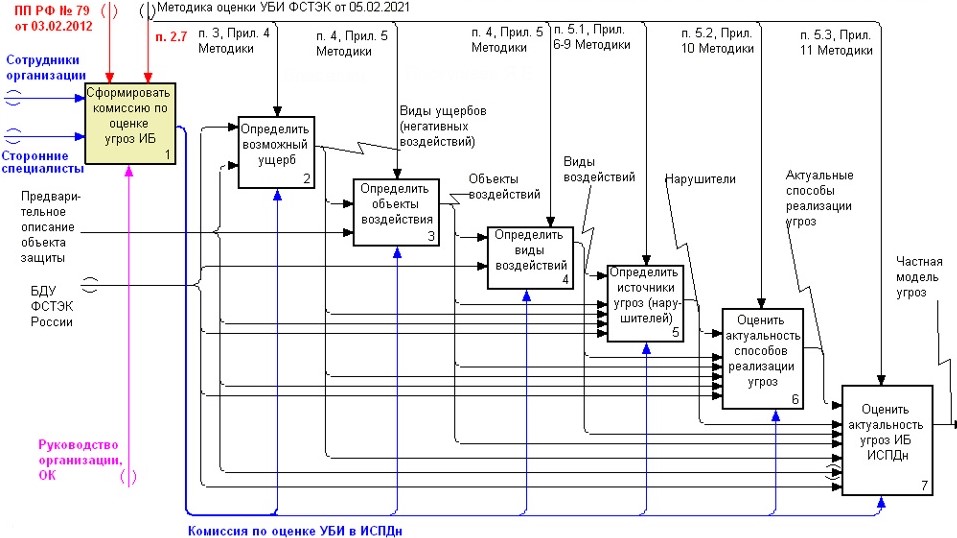 ПП РФ № 79
от 03.02.2012
Методика оценки УБИ ФСТЭК от 05.02.2021
п. 2.7
п. 3, Прил. 4
Методики
п. 4, Прил. 5
Методики
п. 4, Прил. 5
Методики
п. 5.1, Прил.
6-9 Методики
п. 5.2, Прил.
10 Методики
п. 5.3, Прил.
11 Методики
Сотрудники
организации
Сторонние
специалисты
Сформировать
комиссию по
оценке
угроз ИБ
1
Определить
возможный
ущерб
2
Виды ущербов
(негативных
воздействий)
Определить
объекты
воздействия
3
Объекты
воздействий
Определить
виды
воздействий
4
Виды
воздействий
Определить
источники
угроз (нару-
шителей)
5
Нарушители
Оценить
актуальность
способов
реализации
угроз
6
Актуальные
способы
реализации
угроз
Оценить
актуальность
угроз ИБ
ИСПДн
7
Частная
модель
угроз
Предвари-
тельное
описание
объекта
защиты
БДУ
ФСТЭК
России
Руководство
организации,
ОК
Комиссия по оценке УБИ в ИСПДн